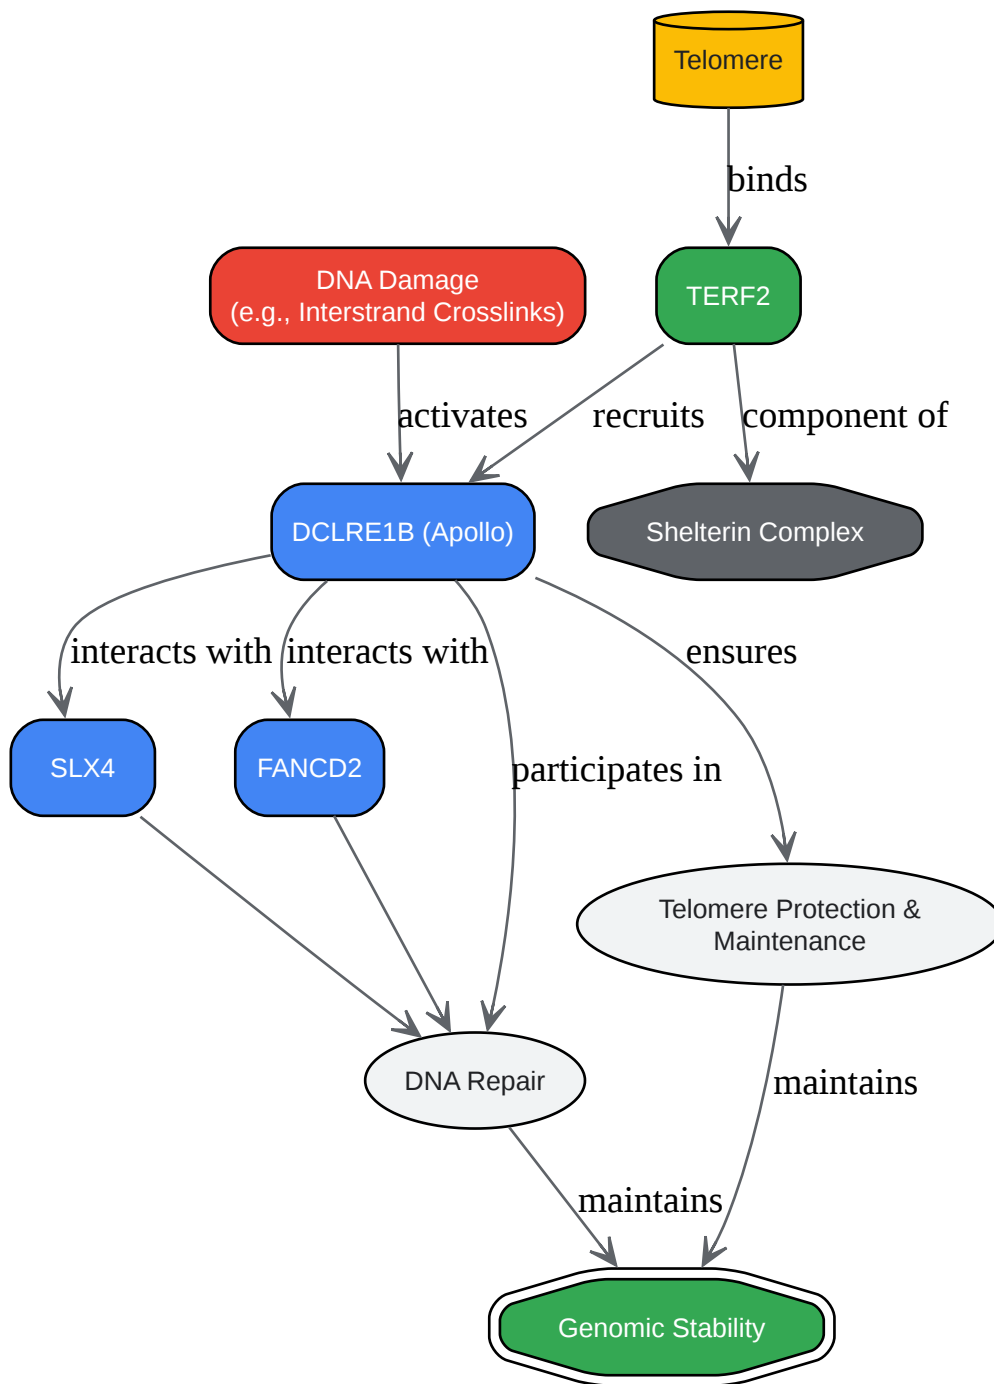 Telomere
binds
DNA Damage
(e.g., Interstrand Crosslinks)
TERF2
activates
recruits
component of
DCLRE1B (Apollo)
Shelterin Complex
interacts with
interacts with
ensures
SLX4
FANCD2
participates in
Telomere Protection &
Maintenance
DNA Repair
maintains
maintains
Genomic Stability